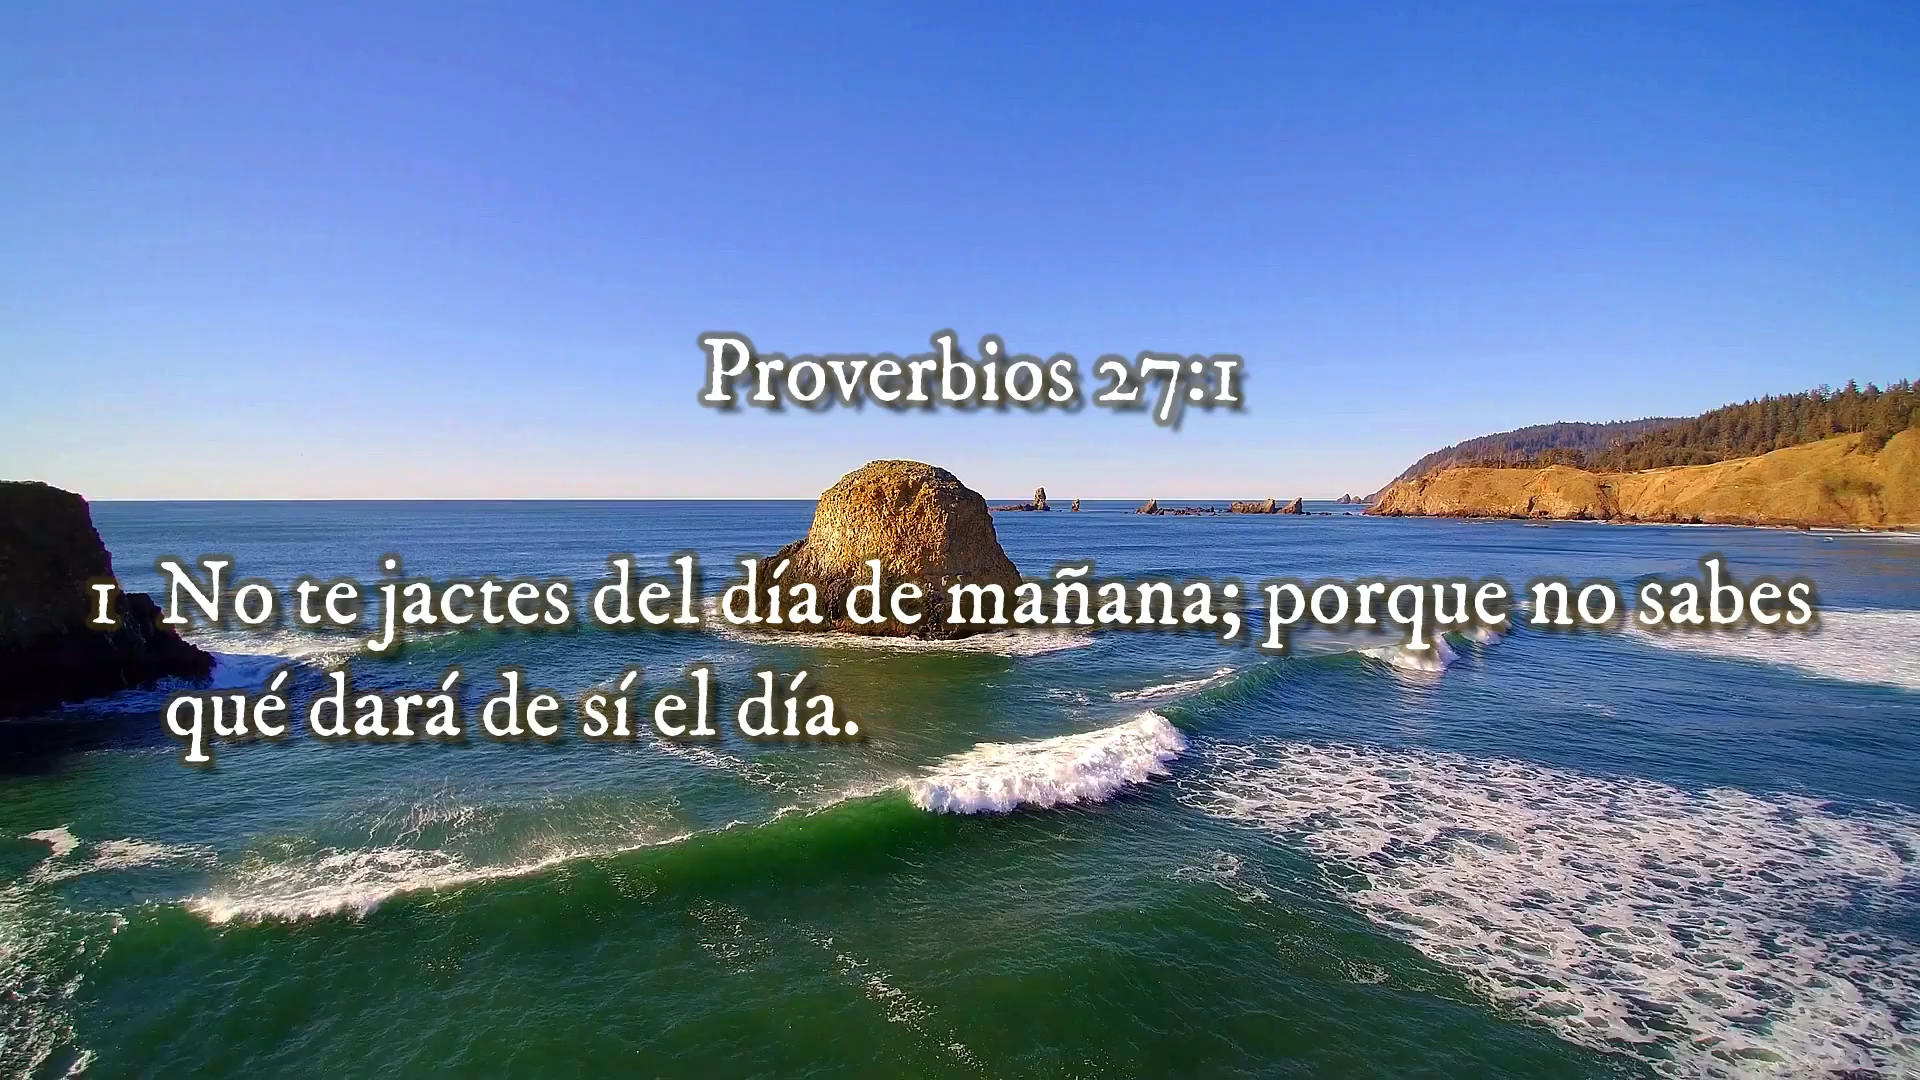 Proverbios 27:1
1 No te jactes del día de mañana; porque no sabes
qué dará de sí el día.